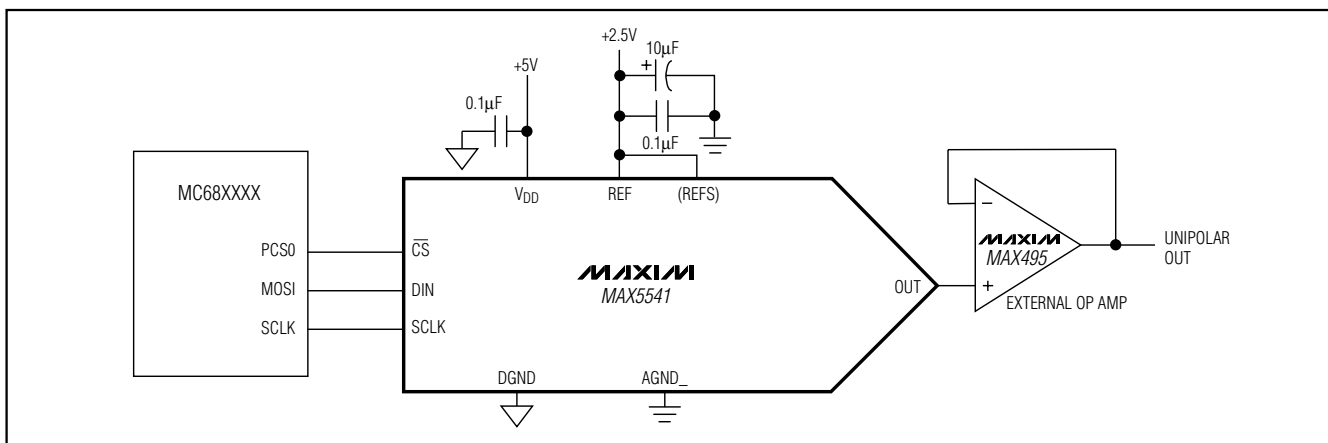 +2.5V
10µF
+
+5V
0.1µF
0.1µF
MC68XXXX
VDD
REF
(REFS)
PCS0
CS
MOSI
DIN
SCLK
SCLK
MAXIM
MAX5541
OUT
DGND
AGND_
−
MAXIM
MAX495
+
EXTERNAL OP AMP
UNIPOLAR
OUT